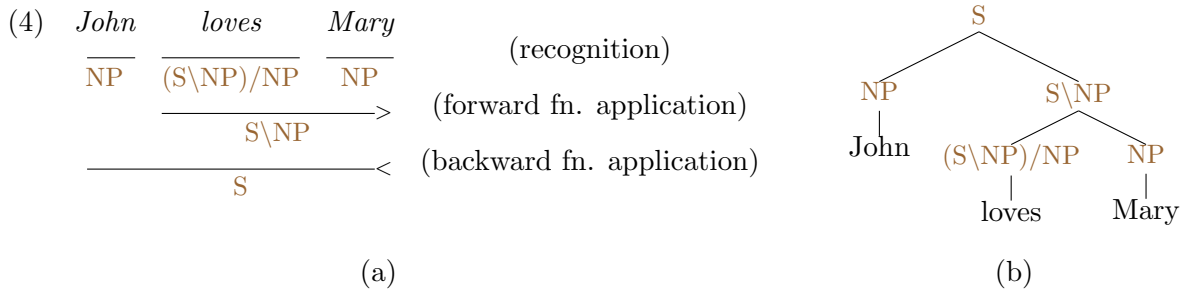 (4) John loves Mary
(recognition)
NP (S\NP)/NP NP
(forward fn. application)
>
S\NP
(backward fn. application)
<
S
(a)
S
NP S\NP
John (S\NP)/NP NP
loves Mary
(b)